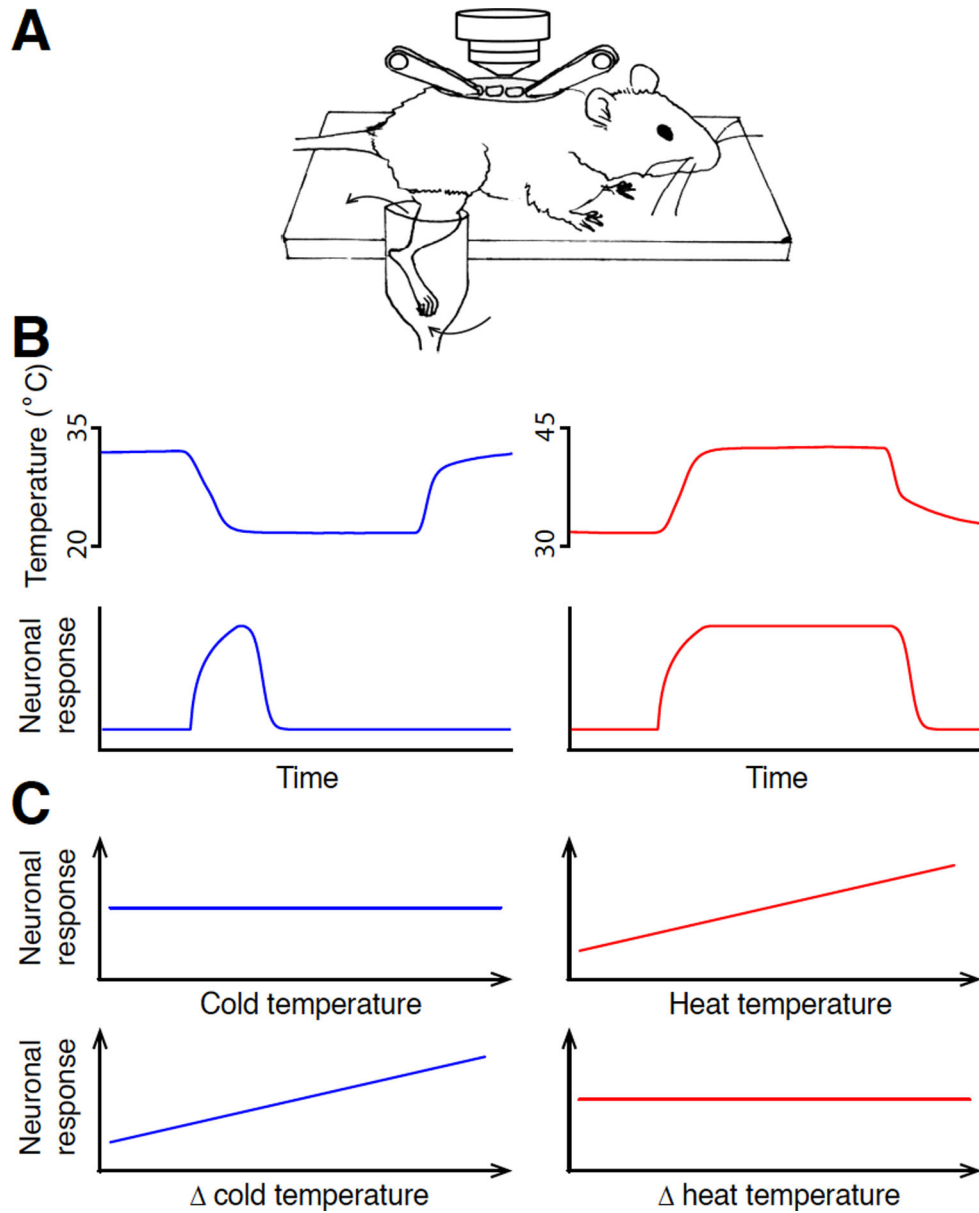 A
B
Temperature (°C)
35
20
45
30
Neuronal
response
Time
Time
C
Neuronal
response
Cold temperature
Heat temperature
Neuronal
response
Δ cold temperature
Δ heat temperature